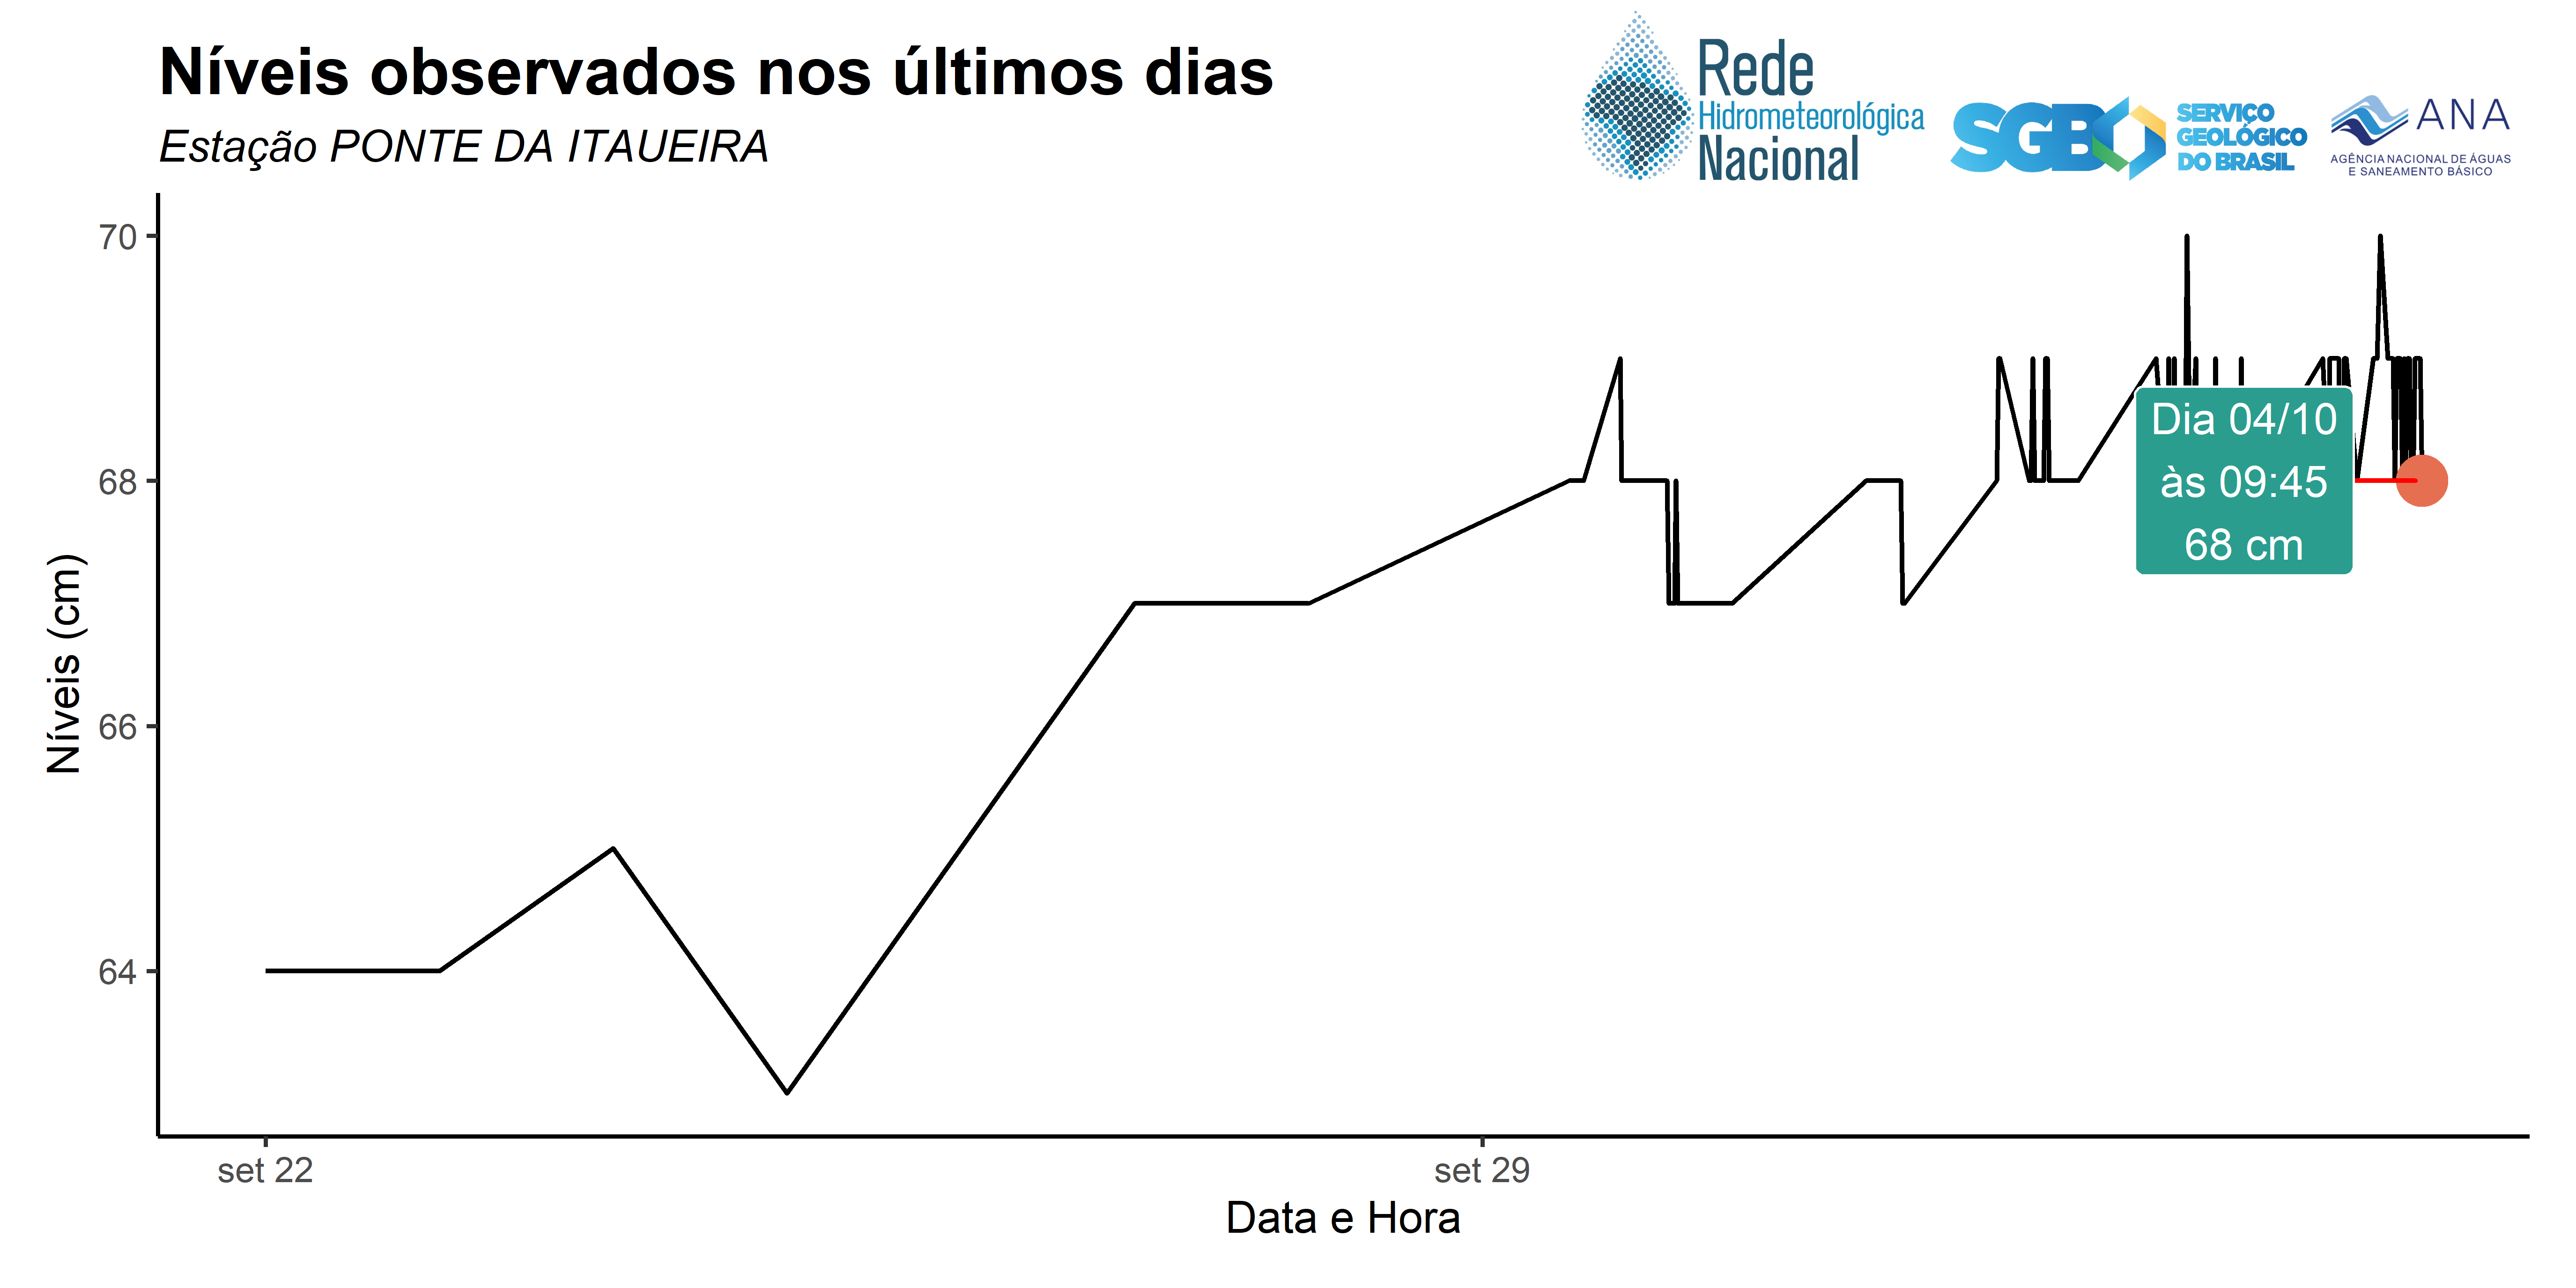 Níveis observados nos últimos dias
Estação PONTE DA ITAUEIRA
Rede
Hidrometeorológica
Nacional
SGB
SERVIÇO
GEOLÓGICO
DO BRASIL
ANA
AGÊNCIA NACIONAL DE ÁGUAS
E SANEAMENTO BÁSICO
70
68
66
64
Níveis (cm)
Dia 04/10
às 09:45
68 cm
set 22
set 29
Data e Hora